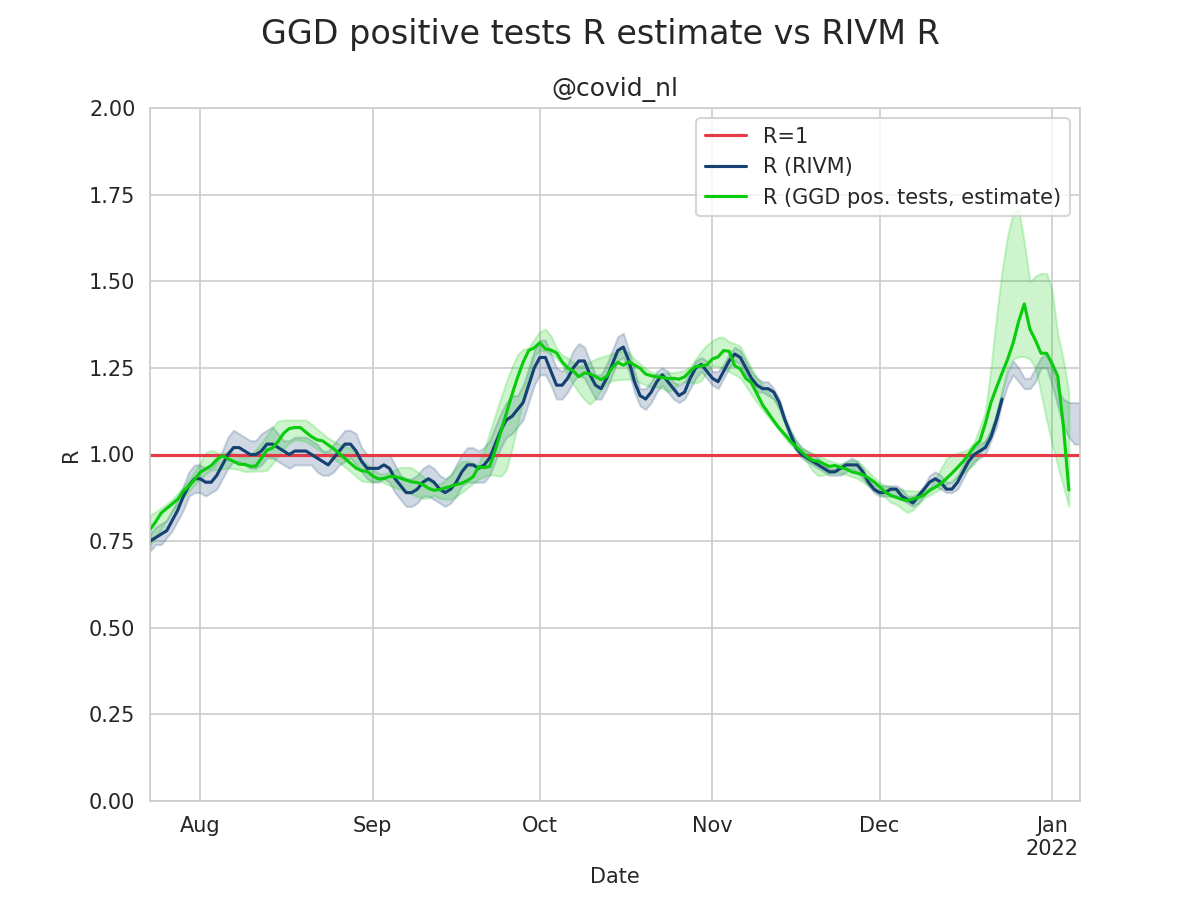 GGD positive tests R estimate vs RIVM R
@covid_nl
R=1
R (RIVM)
R (GGD pos. tests, estimate)
2.00
1.75
1.50
1.25
1.00
0.75
0.50
0.25
0.00
R
Aug Sep Oct Nov Dec Jan
2022
Date